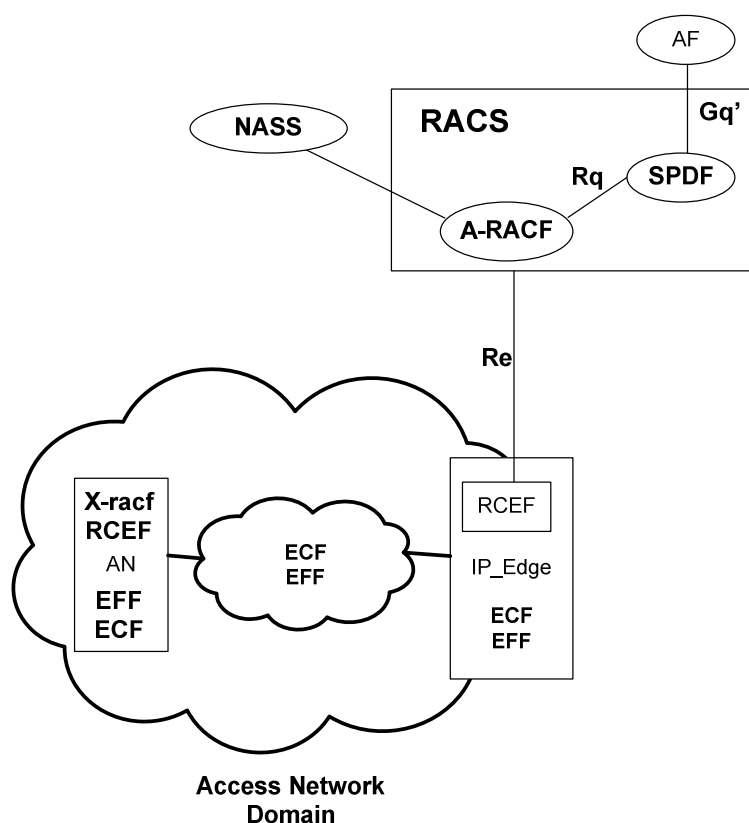 AF
Gq’
RACS
NASS
Rq
SPDF
A-RACF
Re
X-racf
RCEF
AN
EFF
ECF
ECF
EFF
RCEF
IP_Edge
ECF
EFF
Access Network
Domain